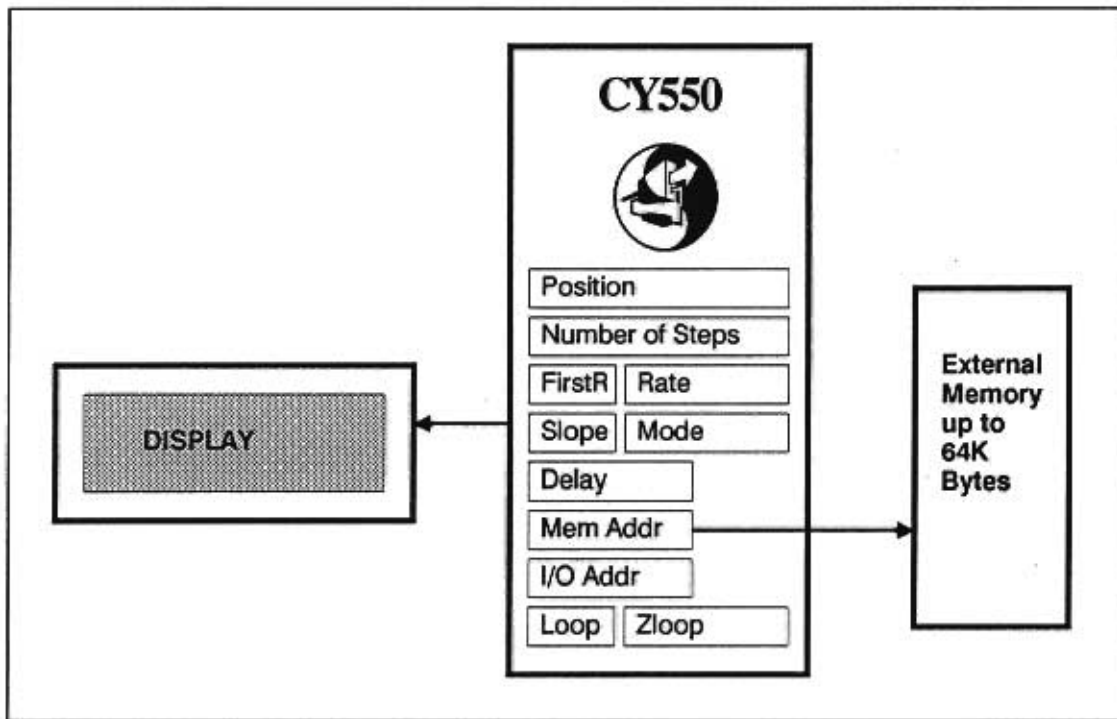 CY550
Position
Number of Steps
FirstR Rate
Slope Mode
Delay
Mem Addr
I/O Addr
Loop Zloop
DISPLAY
External
Memory
up to
64K
Bytes